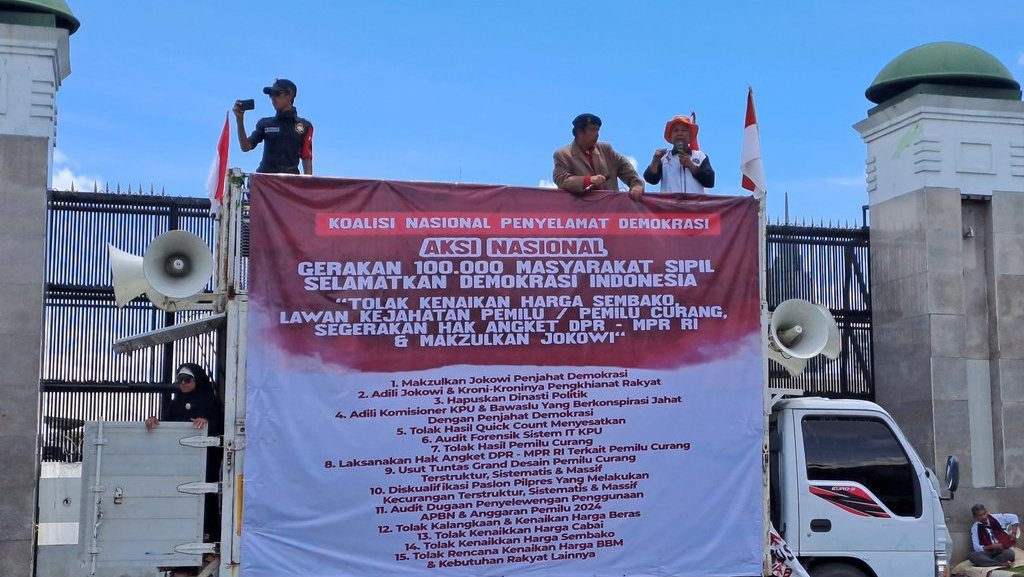 KOALISI NASIONAL PENYELAMAT DEMOKRASI
AKSI NASIONAL
GERAKAN 100.000 MASYARAKAT SIPIL
SELAMATKAN DEMOKRASI INDONESIA
“TOLAK KENAIKAN HARGA SEMBAKO,
LAWAN KEJAHATAN PEMILU / PEMILU CURANG,
SEGERAKAN HAK ANGKET DPR - MPR RI
& MAKZULKAN JOKOWI“
1. Makzulkan Jokowi Penjahat Demokrasi
2. Adili Jokowi & Kroni-Kroninya Pengkhianat Rakyat
3. Hapuskan Dinasti Politik
4. Adili Komisioner KPU & Bawaslu Yang Berkonspirasi Jahat
Dengan Penjahat Demokrasi
5. Tolak Hasil Quick Count Menyesatkan
6. Audit Forensik Sistem IT KPU
7. Tolak Hasil Pemilu Curang
8. Laksanakan Hak Angket DPR - MPR RI Terkait Pemilu Curang
9. Usut Tuntas Grand Desain Pemilu Curang
Terstruktur, Sistematis & Massif
10. Diskualifikasi Paslon Pilpres Yang Melakukan
Kecurangan Terstruktur, Sistematis & Massif
11. Audit Dugaan Penyelewengan Penggunaan
APBN & Anggaran Pemilu 2024
12. Tolak Kalangkaan & Kenaikan Harga Beras
13. Tolak Kenaikkan Harga Cabai
14. Tolak Kenaikkan Harga Sembako
15. Tolak Rencana Kenaikan Harga BBM
& Kebutuhan Rakyat Lainnya
EURO-2